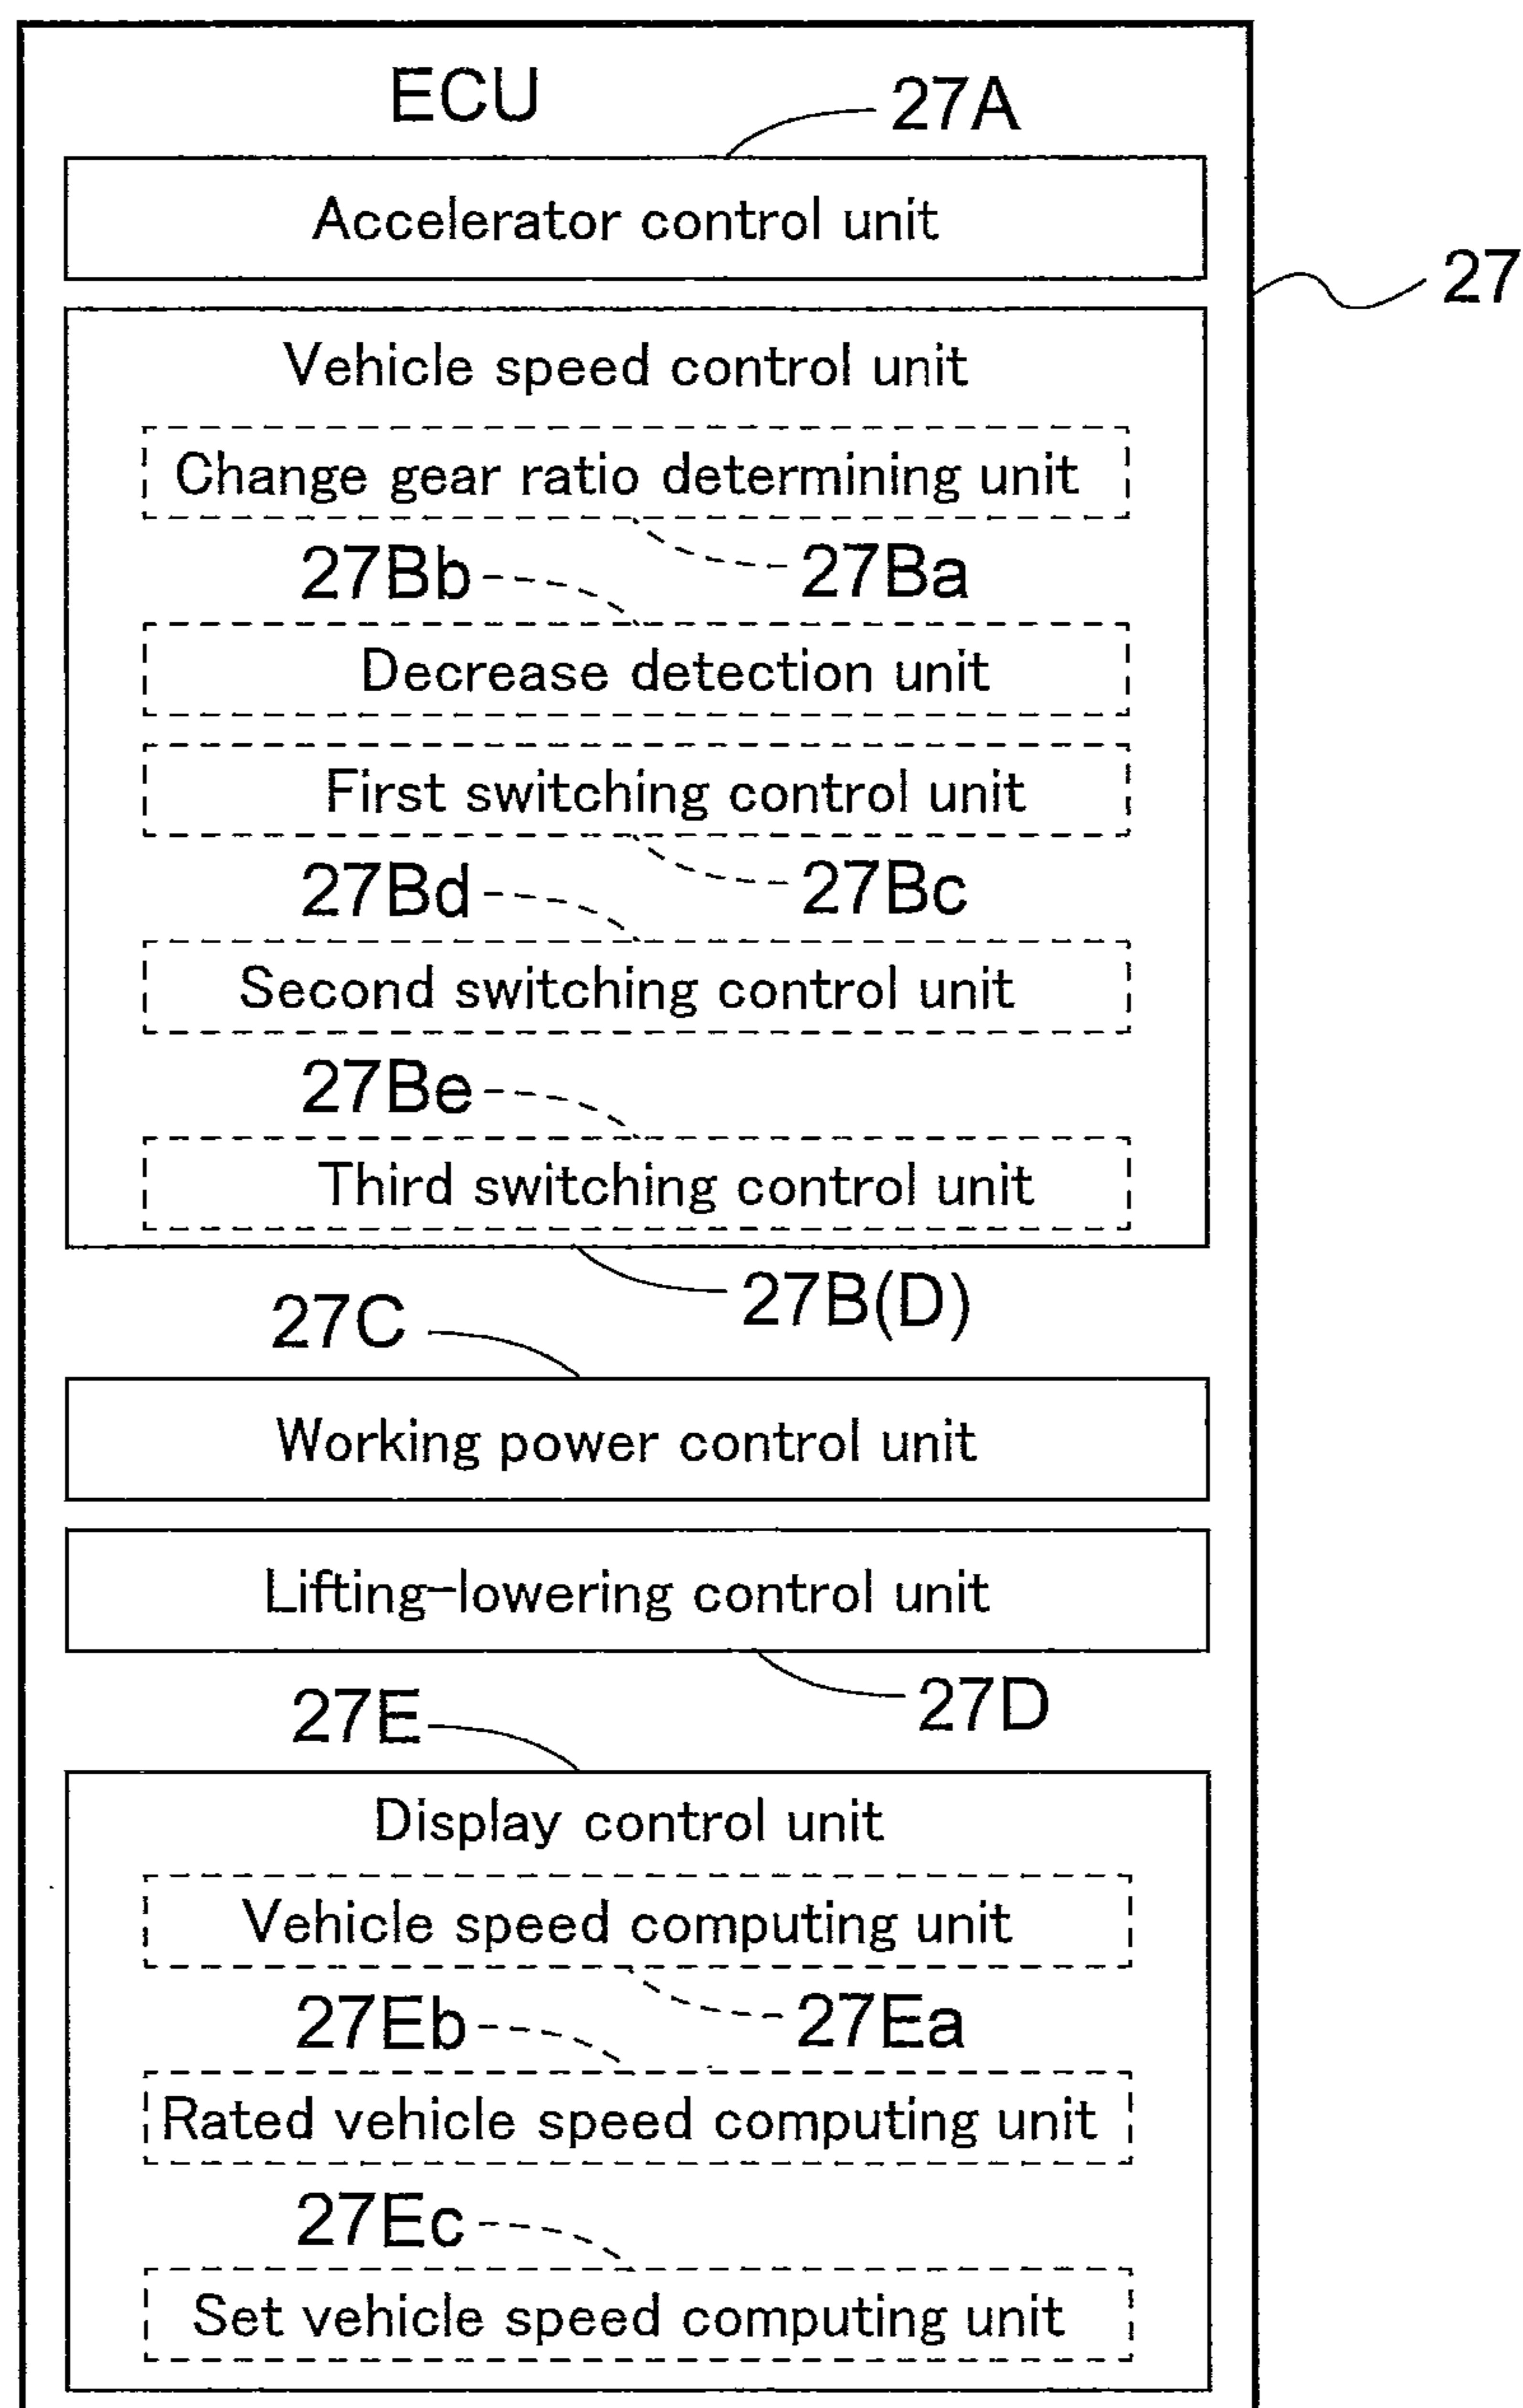 ECU
27A
Accelerator control unit
27
Vehicle speed control unit
Change gear ratio determining unit
27Bb
27Ba
Decrease detection unit
First switching control unit
27Bd
27Bc
Second switching control unit
27Be
Third switching control unit
27B(D)
27C
Working power control unit
Lifting-lowering control unit
27D
27E
Display control unit
Vehicle speed computing unit
27Eb
27Ea
Rated vehicle speed computing unit
27Ec
Set vehicle speed computing unit